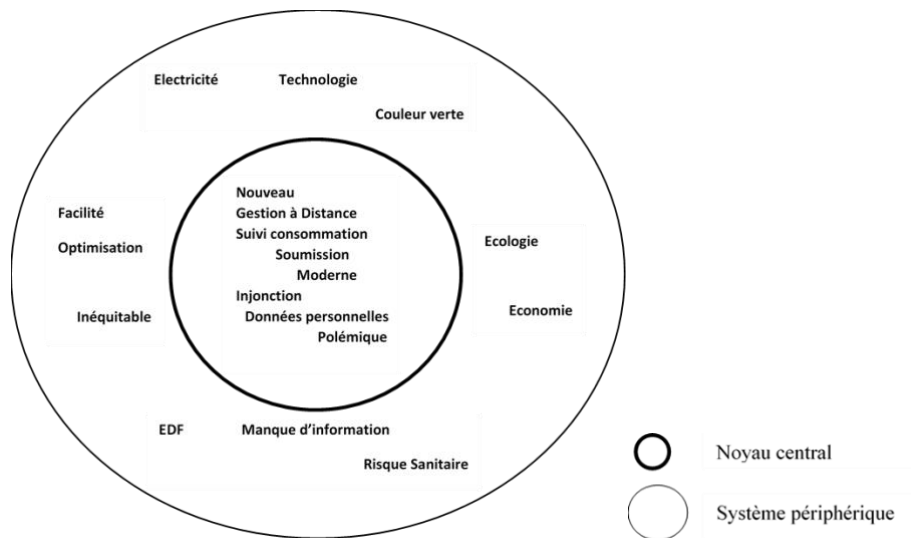 Electricité Technologie
Couleur verte
Nouveau
Gestion à Distance
Suivi consommation
Soumission
Moderne
Injonction
Données personnelles
Polémique
Facilité
Optimisation
Inéquitable
Ecologie
Economie
EDF Manque d’information
Risque Sanitaire
Noyau central
Système périphérique